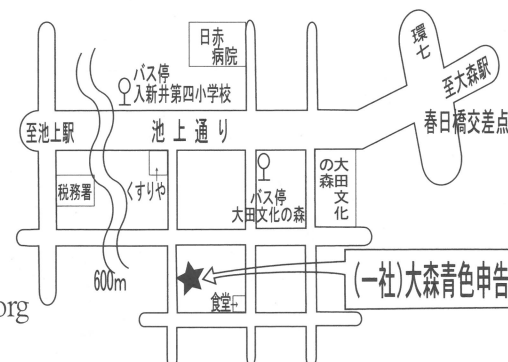 日赤
病院
環七
至大森駅
バス停
入新井第四小学校
至池上駅
池上通り
春日橋交差点
税務署
くすりや
バス停
大田文化の森
大田文化
の森
600m
食堂
(一社)大森青色申告
org